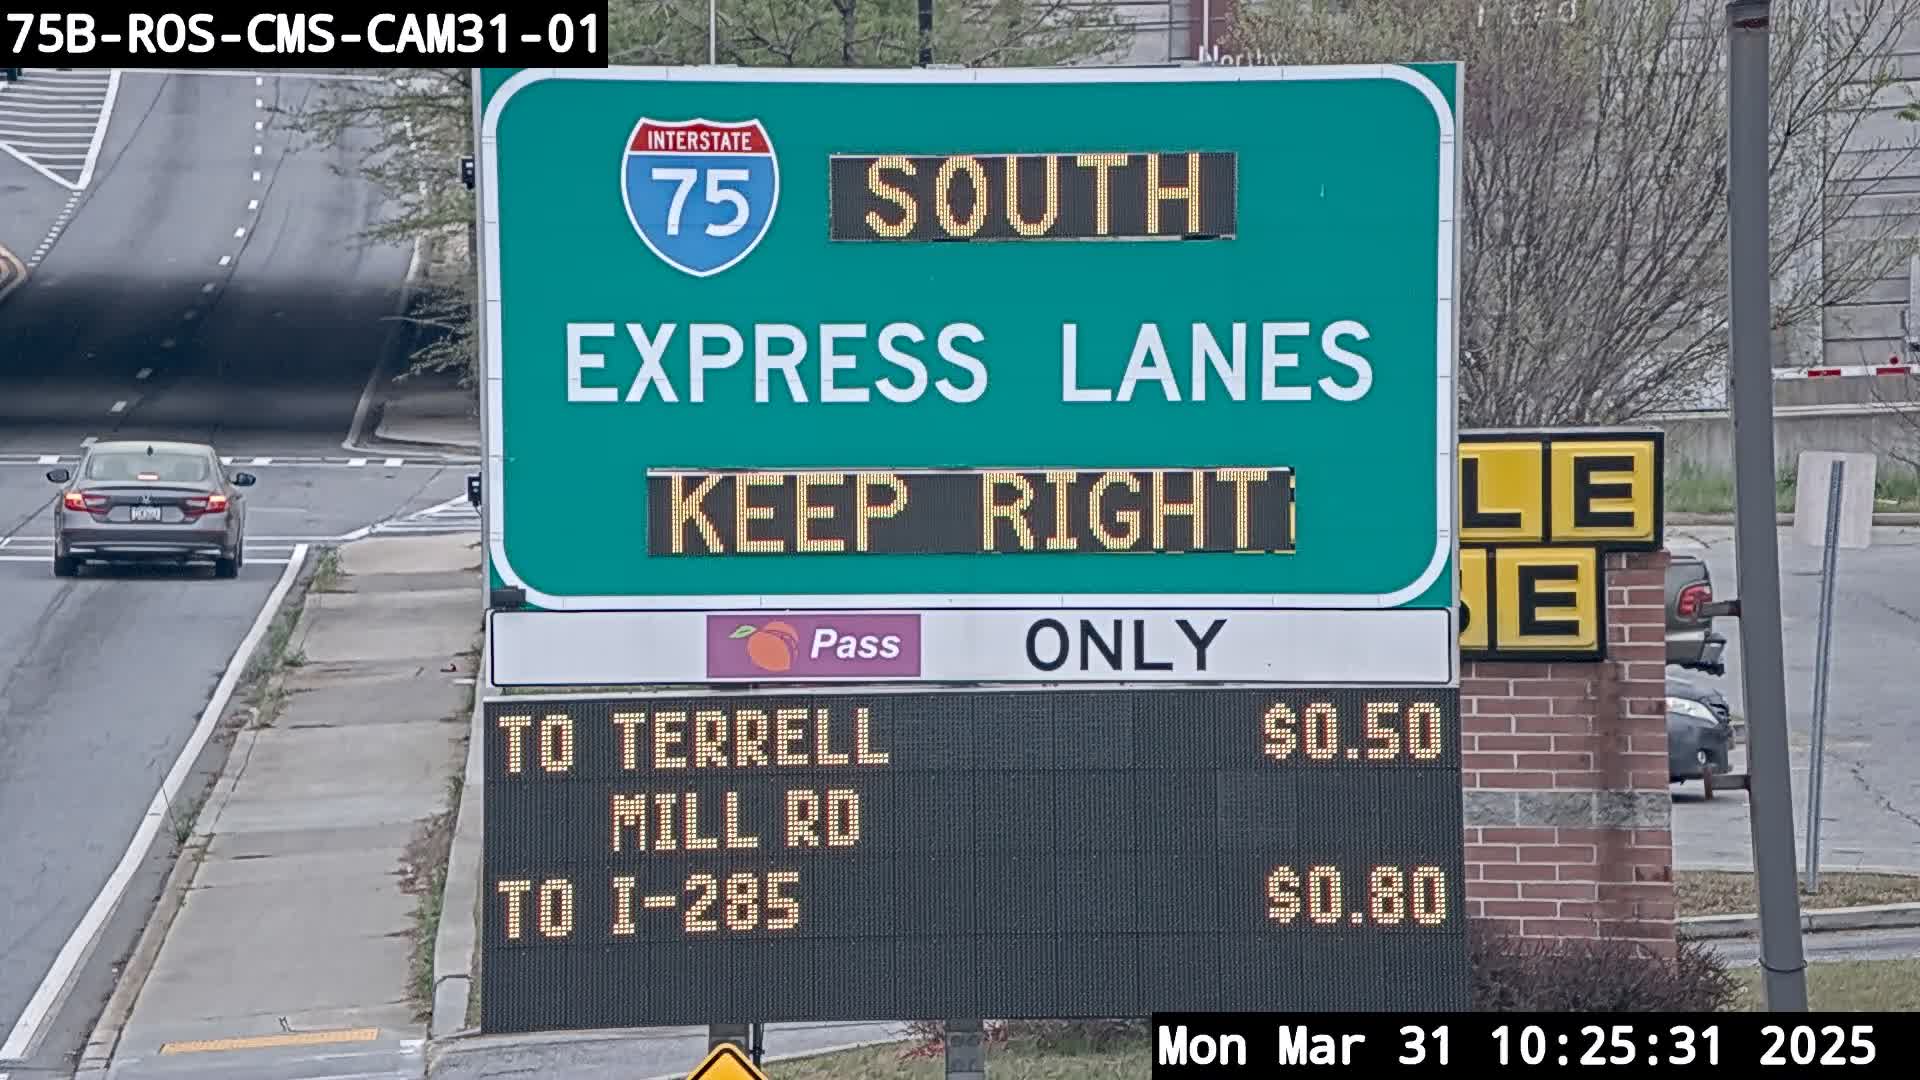 75B-ROS-CMS-CAM31-01
INTERSTATE
75
SOUTH
EXPRESS LANES
KEEP RIGHT
Pass ONLY
TO TERRELL $0.50
MILL RD
TO I-285 $0.80
LE
E
Mon Mar 31 10:25:31 2025